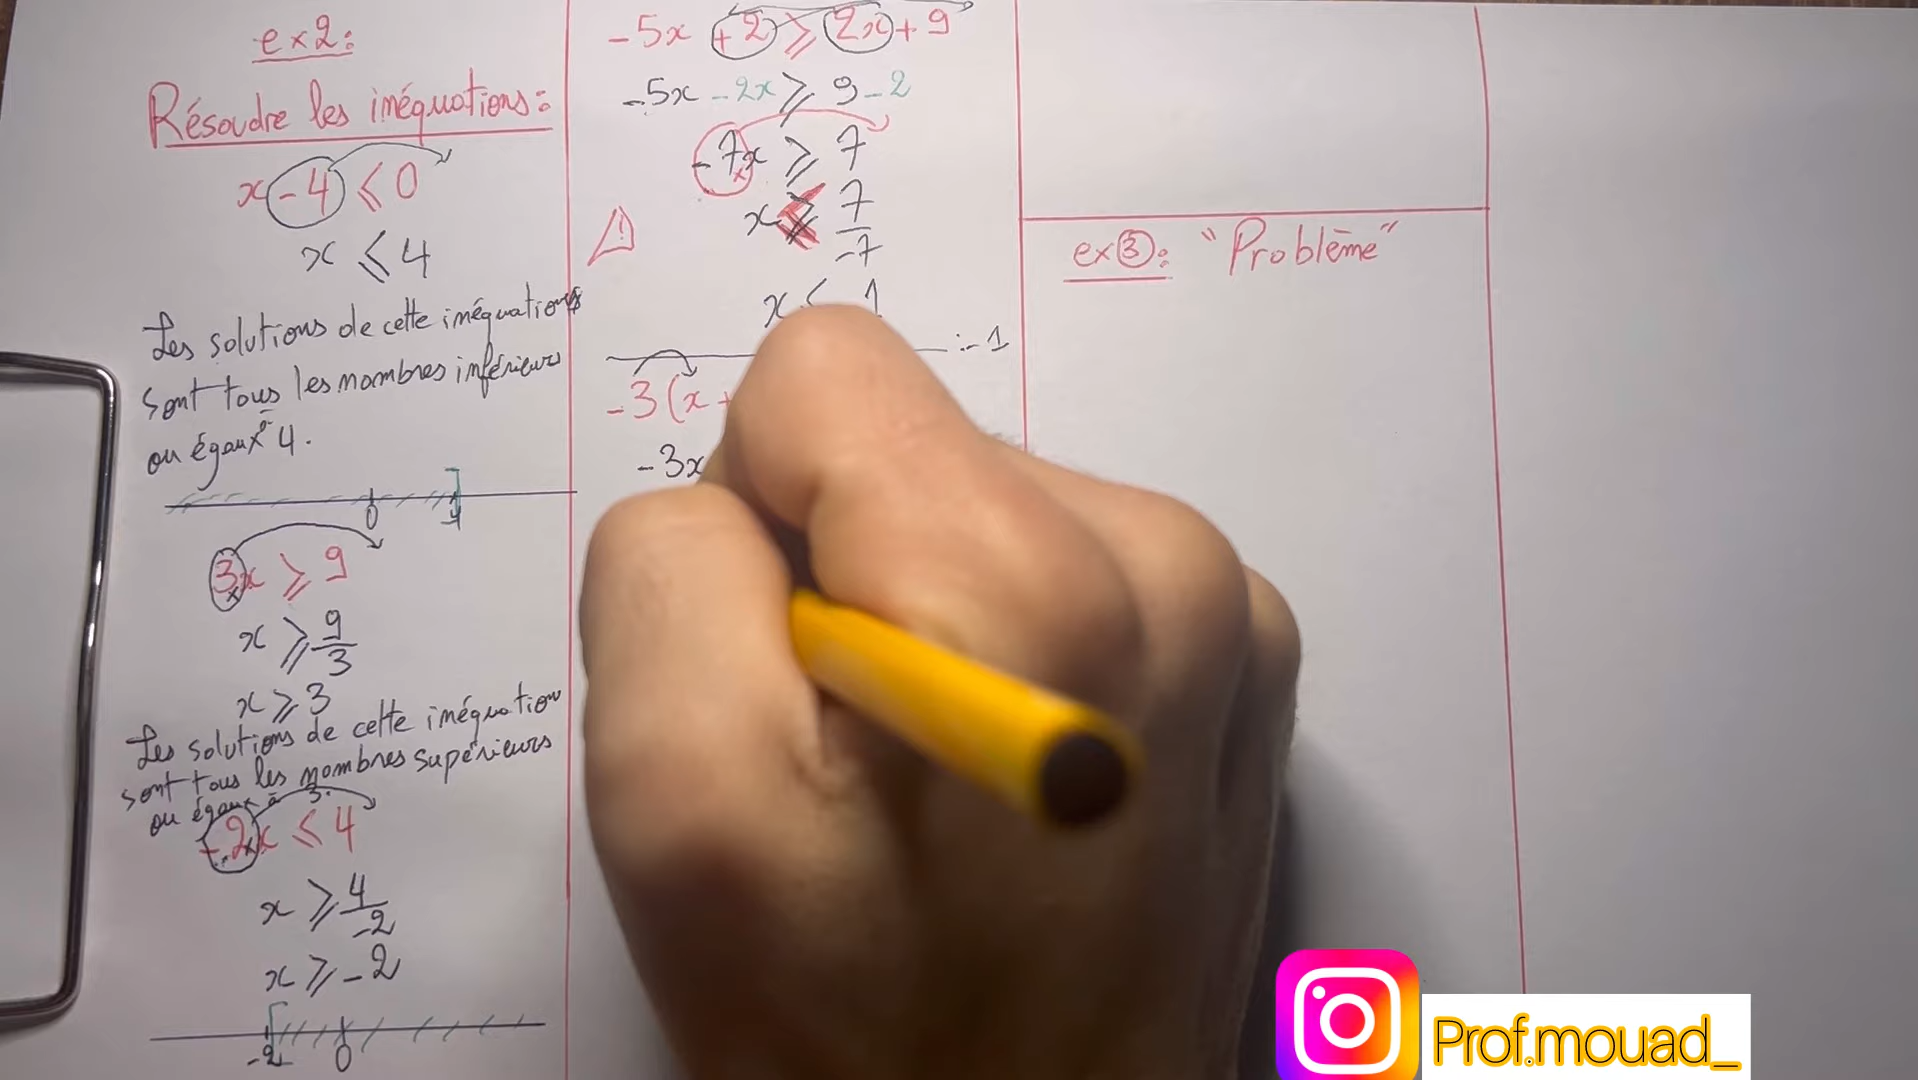 ex2:
Résoudre les inéquations:
x - 4 ⩽ 0
x ⩽ 4
Les solutions de cette inéquations
sont tous les nombres inférieurs
ou égaux à 4.
0 4
3x ⩾ 9
x
x ⩾ 9/3
x ⩾ 3
Les solutions de cette inéquation
sont tous les nombres supérieurs
ou égaux à 3.
-2x ⩽ 4
x
x ⩾ 4/-2
x ⩾ -2
-2 0
-5x +2 ⩾ 2x + 9
-5x - 2x ⩾ 9 - 2
-7x ⩾ 7
x
x ⩽ 7/-7
!
x ⩽ 1
:-1
-3(x +
-3x
ex③: "Problème"
Prof.mouad_